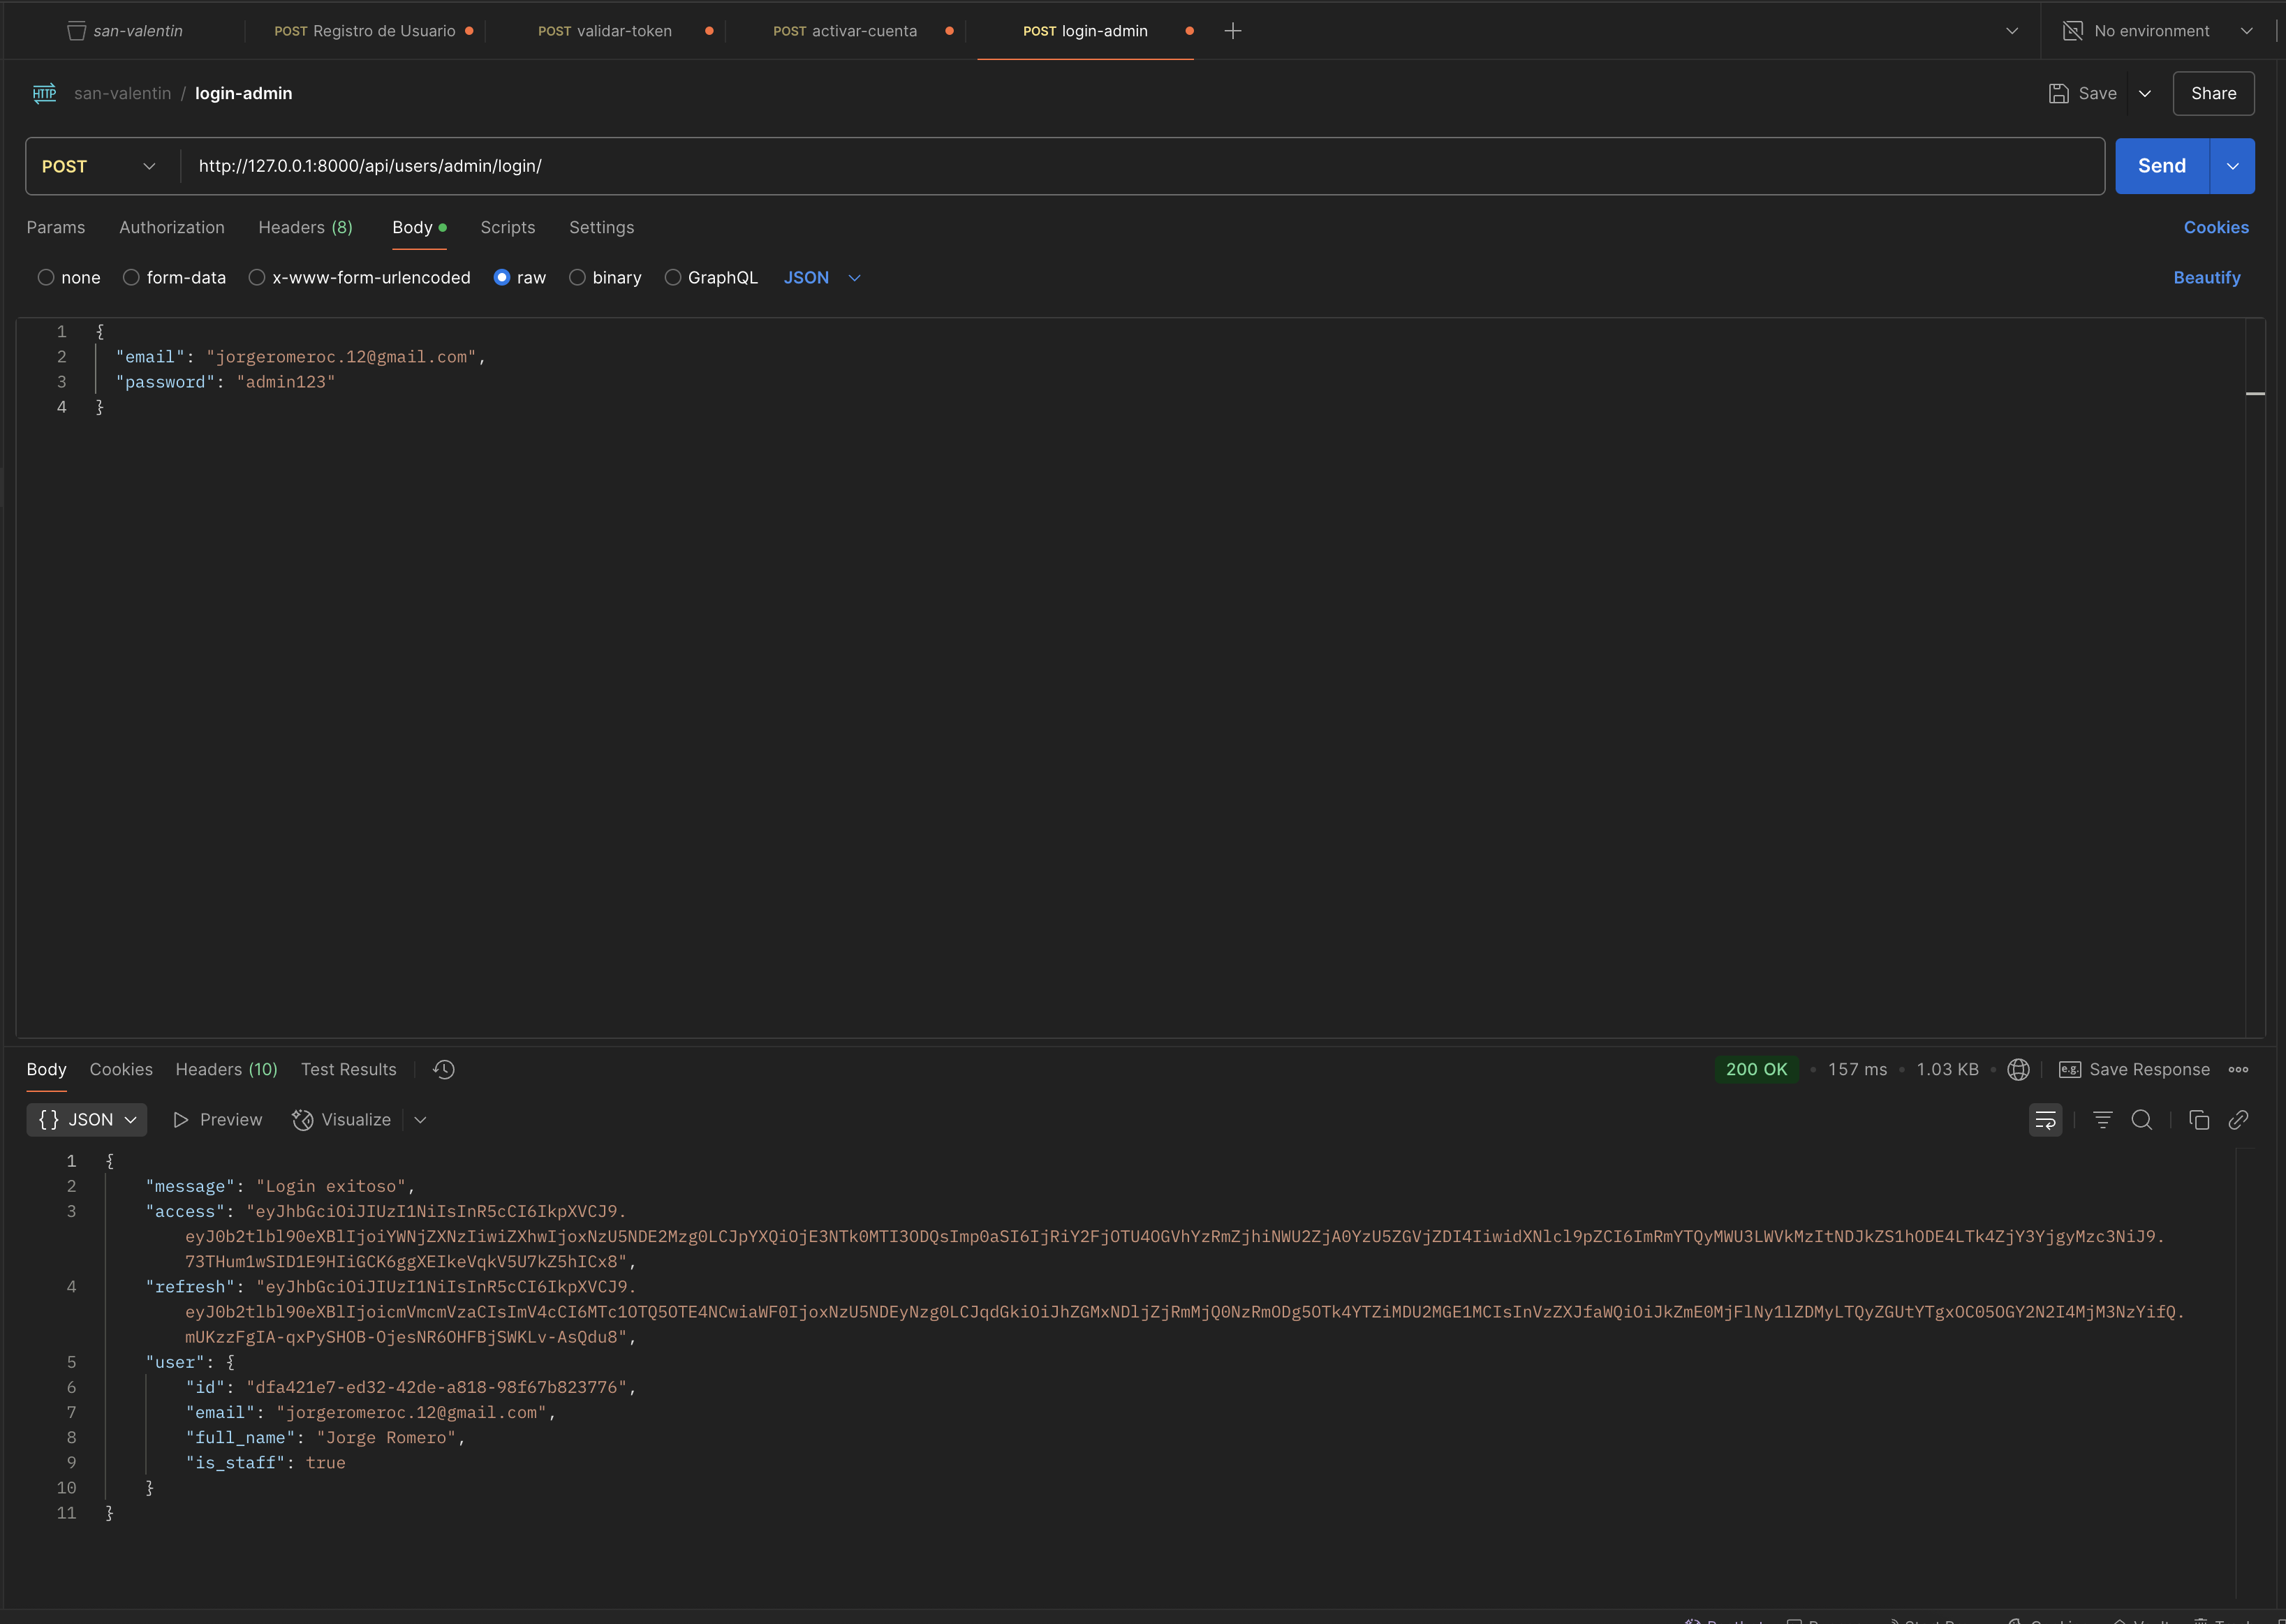 san-valentin
POST Registro de Usuario
POST validar-token
POST activar-cuenta
POST login-admin
No environment
HTTP san-valentin / login-admin
Save
Share
POST http://127.0.0.1:8000/api/users/admin/login/
Send
Params Authorization Headers (8) Body Scripts Settings
Cookies
none form-data x-www-form-urlencoded raw binary GraphQL JSON
Beautify
1 {
2 "email": "jorgeromeroc.12@gmail.com",
3 "password": "admin123"
4 }
Body Cookies Headers (10) Test Results
200 OK • 157 ms • 1.03 KB • e.g. Save Response
{} JSON Preview Visualize
1 {
2 "message": "Login exitoso",
3 "access": "eyJhbGciOiJIUzI1NiIsInR5cCI6IkpXVCJ9.
eyJ0b2tlbl90eXBlIjoiYWNjZXNzIiwiZXhwIjoxNzU5NDE2Mzg0LCJpYXQiOjE3NTk0MTI3ODQsImp0aSI6IjRiY2FjOTU4OGVhYzRmZjhiNWU2ZjA0YzU5ZGVjZDI4IiwidXNlcl9pZCI6ImRmYTQyMWU3LWVkMzItNDJkZS1hODE4LTk4ZjY3YjgyMzc3NiJ9.
73THum1wSID1E9HIiGCK6ggXEIkeVqkV5U7kZ5hICx8",
4 "refresh": "eyJhbGciOiJIUzI1NiIsInR5cCI6IkpXVCJ9.
eyJ0b2tlbl90eXBlIjoicmVmcmVzaCIsImV4cCI6MTc1OTQ5OTE4NCwiaWF0IjoxNzU5NDEyNzg0LCJqdGkiOiJhZGMxNDljZjRmMjQ0NzRmODg5OTk4YTZiMDU2MGE1MCIsInVzZXJfaWQiOiJkZmE0MjFlNy1lZDMyLTQyZGUtYTgxOC05OGY2N2I4MjM3NzYifQ.
mUKzzFgIA-qxPySHOB-OjesNR6OHFBjSWKLv-AsQdu8",
5 "user": {
6 "id": "dfa421e7-ed32-42de-a818-98f67b823776",
7 "email": "jorgeromeroc.12@gmail.com",
8 "full_name": "Jorge Romero",
9 "is_staff": true
10 }
11 }